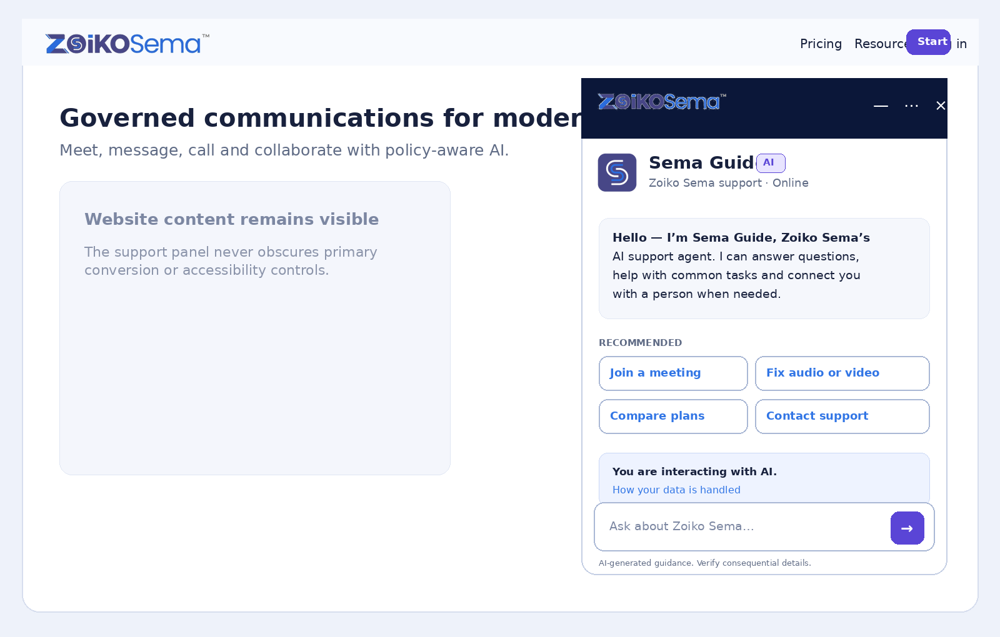 ZOiKOSema™
Pricing Resource in
Start
Governed communications for moder
Meet, message, call and collaborate with policy-aware AI.
Website content remains visible
The support panel never obscures primary
conversion or accessibility controls.
ZOiKOSema™
— ··· ×
Sema Guid AI
Zoiko Sema support · Online
Hello — I’m Sema Guide, Zoiko Sema’s
AI support agent. I can answer questions,
help with common tasks and connect you
with a person when needed.
RECOMMENDED
Join a meeting
Fix audio or video
Compare plans
Contact support
You are interacting with AI.
How your data is handled
Ask about Zoiko Sema...
→
AI-generated guidance. Verify consequential details.